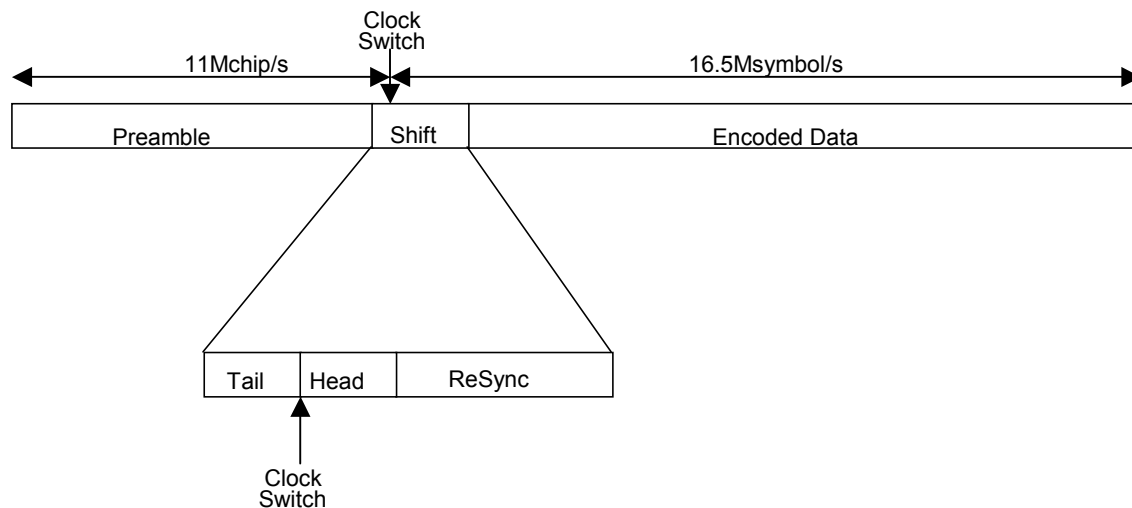 Clock
Switch
11Mchip/s
16.5Msymbol/s
Preamble
Shift
Encoded Data
Tail
Head
ReSync
Clock
Switch